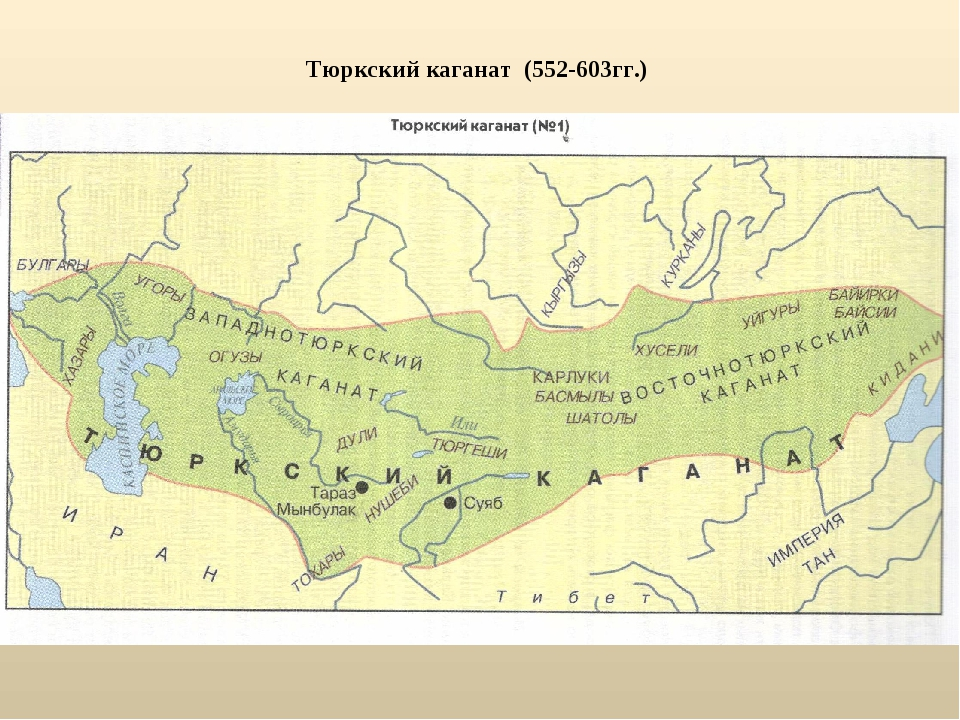 Тюркский каганат (552-603гг.)
Тюркский каганат (№1)
БУЛГАРЫ
УГОРЫ
Волга
ХАЗАРЫ
КАСПИЙСКОЕ МОРЕ
ЗАПАДНОТЮРКСКИЙ
КАГАНАТ
ОГУЗЫ
АРАЛЬСКОЕ
МОРЕ
Сырдарья
Амударья
ДУЛИ
Или
ТЮРГЕШИ
КЫРГЫЗЫ
КУРКАНЫ
ХУСЕЛИ
УЙГУРЫ
БАЙИРКИ
БАЙСИИ
КАРЛУКИ
БАСМЫЛЫ
ШАТОЛЫ
ВОСТОЧНОТЮРКСКИЙ
КАГАНАТ
КИДАНИ
ТЮРКСКИЙ КАГАНАТ
Тараз
Мынбулак
НУШЕБИ
Суяб
ИРАН
ТОХАРЫ
Тибет
ИМПЕРИЯ
ТАН